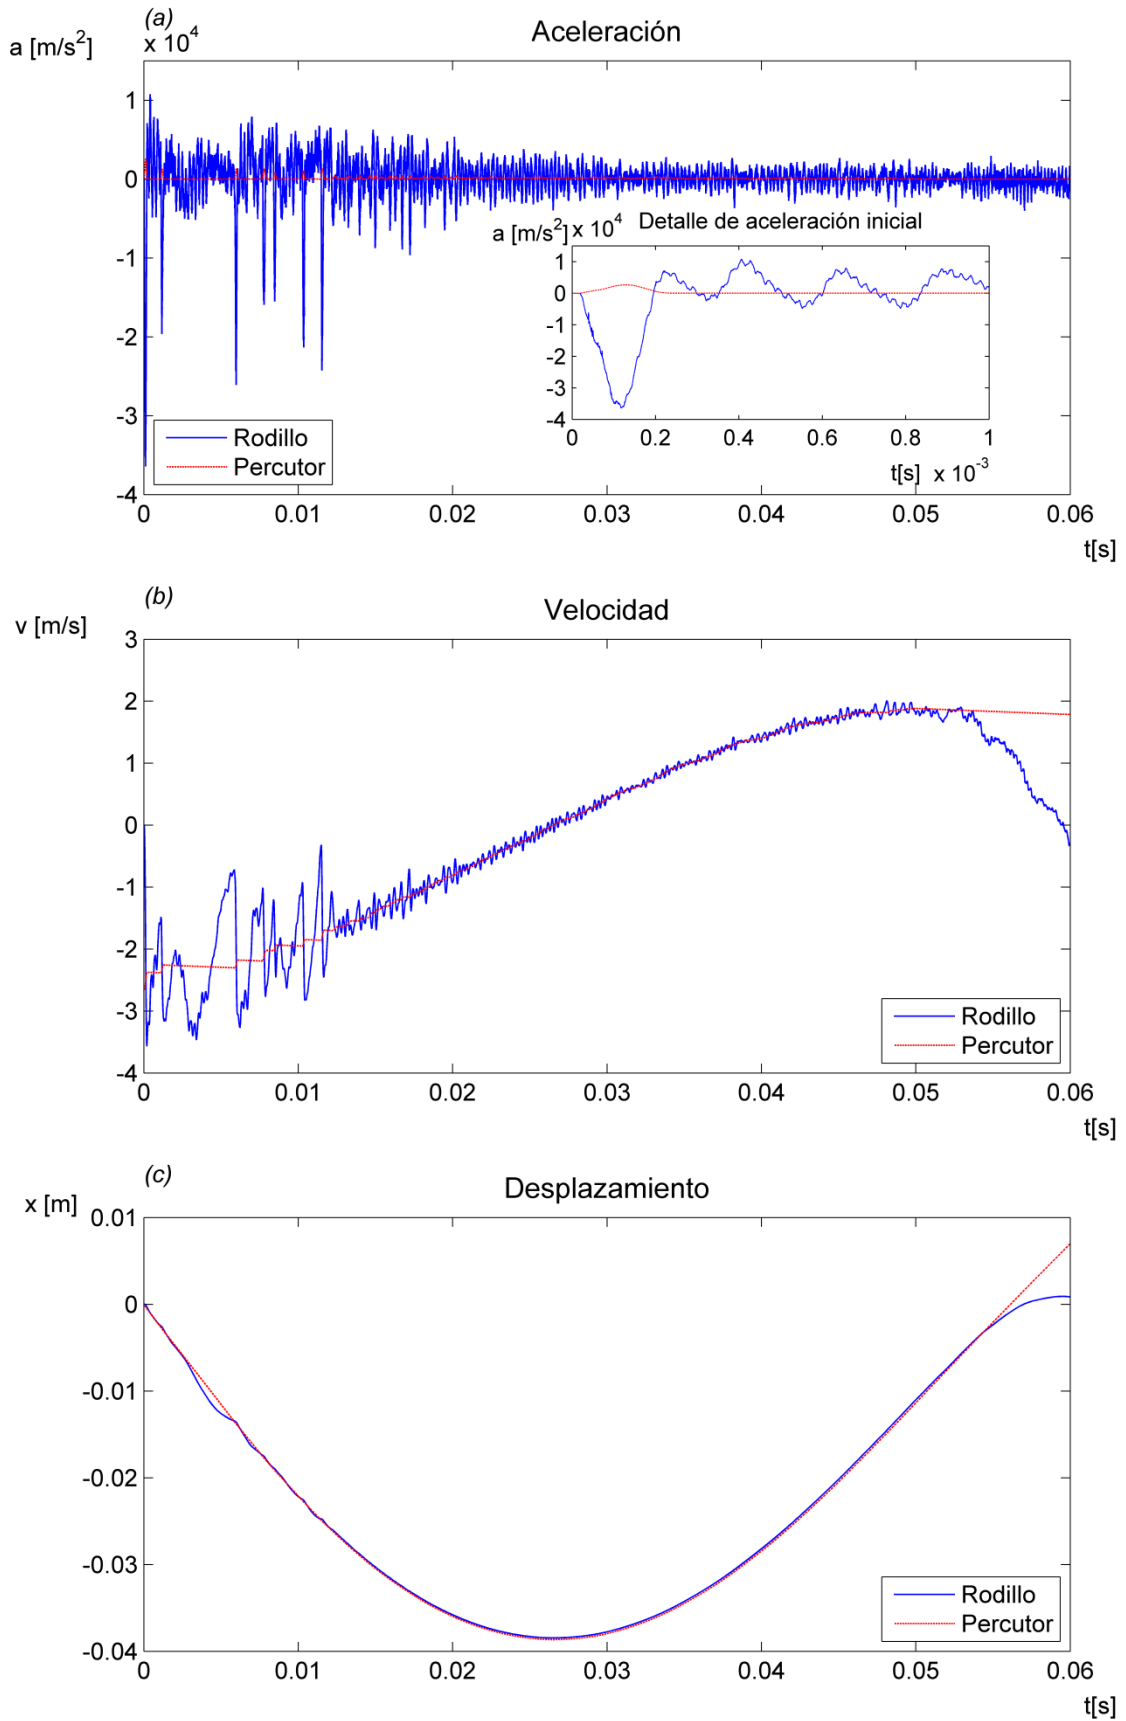 (a)
Aceleración
a [m/s²]
x 10⁴
1
0
-1
-2
-3
-4
0 0.01 0.02 0.03 0.04 0.05 0.06
t[s]
Rodillo
Percutor
a [m/s²] x 10⁴ Detalle de aceleración inicial
1
0
-1
-2
-3
-4
0 0.2 0.4 0.6 0.8 1
t[s] x 10⁻³
(b)
Velocidad
v [m/s]
3
2
1
0
-1
-2
-3
-4
0 0.01 0.02 0.03 0.04 0.05 0.06
t[s]
Rodillo
Percutor
(c)
Desplazamiento
x [m]
0.01
0
-0.01
-0.02
-0.03
-0.04
0 0.01 0.02 0.03 0.04 0.05 0.06
t[s]
Rodillo
Percutor